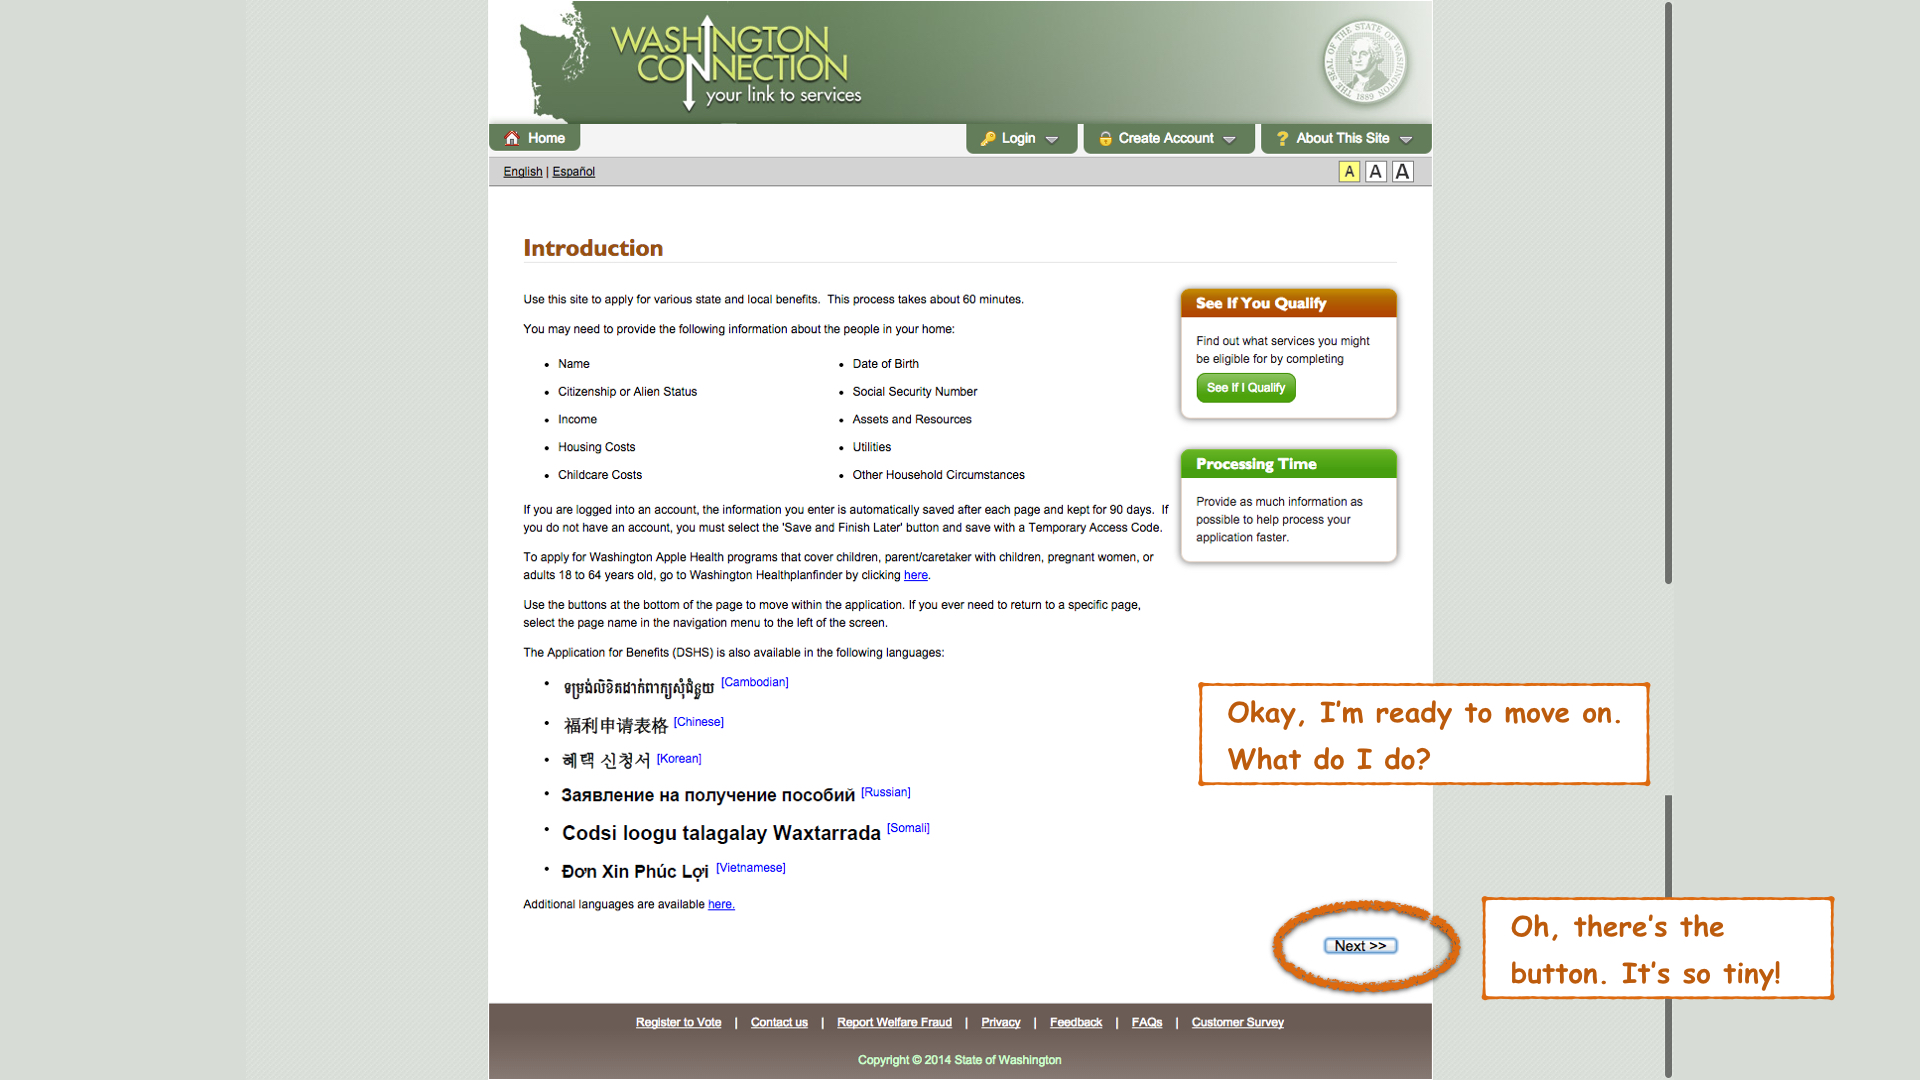 WASHINGTON
CONNECTION
your link to services
THE SEAL OF THE STATE OF WASHINGTON
1889
Home
Login
Create Account
? About This Site
English | Español
A A A
Introduction
Use this site to apply for various state and local benefits. This process takes about 60 minutes.
You may need to provide the following information about the people in your home:
• Name
• Date of Birth
• Citizenship or Alien Status
• Social Security Number
• Income
• Assets and Resources
• Housing Costs
• Utilities
• Childcare Costs
• Other Household Circumstances
If you are logged into an account, the information you enter is automatically saved after each page and kept for 90 days. If
you do not have an account, you must select the 'Save and Finish Later' button and save with a Temporary Access Code.
To apply for Washington Apple Health programs that cover children, parent/caretaker with children, pregnant women, or
adults 18 to 64 years old, go to Washington Healthplanfinder by clicking here.
Use the buttons at the bottom of the page to move within the application. If you ever need to return to a specific page,
select the page name in the navigation menu to the left of the screen.
The Application for Benefits (DSHS) is also available in the following languages:
• ទម្រង់លិខិតដាក់ពាក្យសុំជំនួយ [Cambodian]
• 福利申请表格 [Chinese]
• 혜택 신청서 [Korean]
• Заявление на получение пособий [Russian]
• Codsi loogu talagalay Waxtarrada [Somali]
• Đơn Xin Phúc Lợi [Vietnamese]
Additional languages are available here.
See If You Qualify
Find out what services you might
be eligible for by completing
See If I Qualify
Processing Time
Provide as much information as
possible to help process your
application faster.
Okay, I'm ready to move on.
What do I do?
Next >>
Oh, there's the
button. It's so tiny!
Register to Vote | Contact us | Report Welfare Fraud | Privacy | Feedback | FAQs | Customer Survey
Copyright © 2014 State of Washington